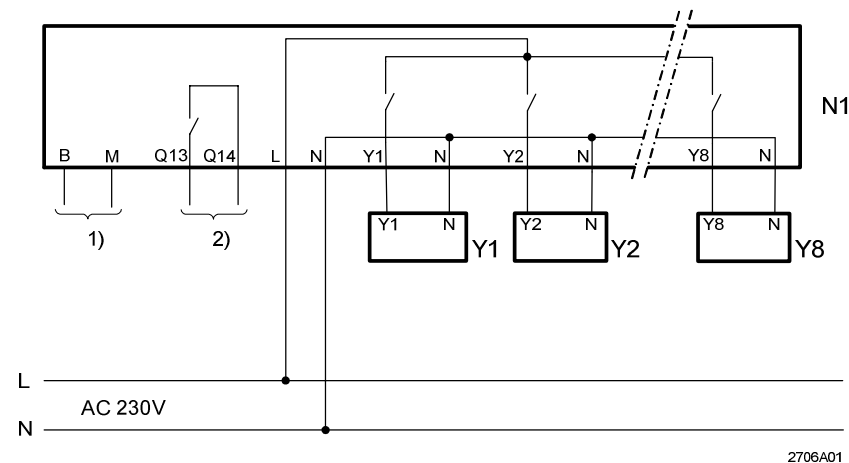 N1
B M Q13 Q14 L N Y1 N Y2 N Y8 N
1) 2)
Y1 N Y2 N Y8 N
Y1 Y2 Y8
L
AC 230V
N
2706A01